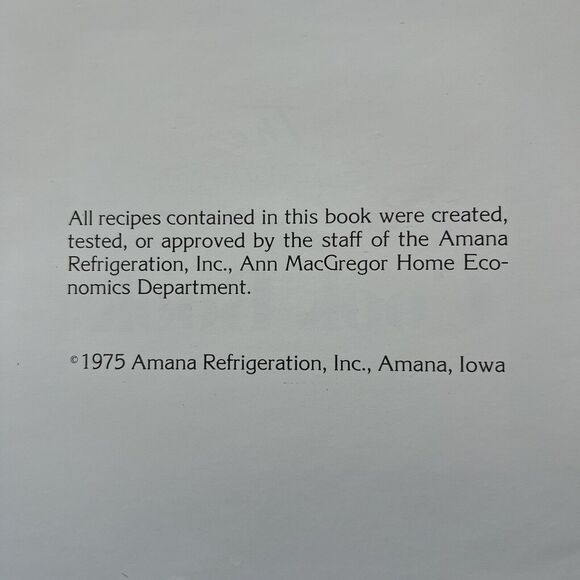 All recipes contained in this book were created,
tested, or approved by the staff of the Amana
Refrigeration, Inc., Ann MacGregor Home Eco-
nomics Department.
©1975 Amana Refrigeration, Inc., Amana, Iowa